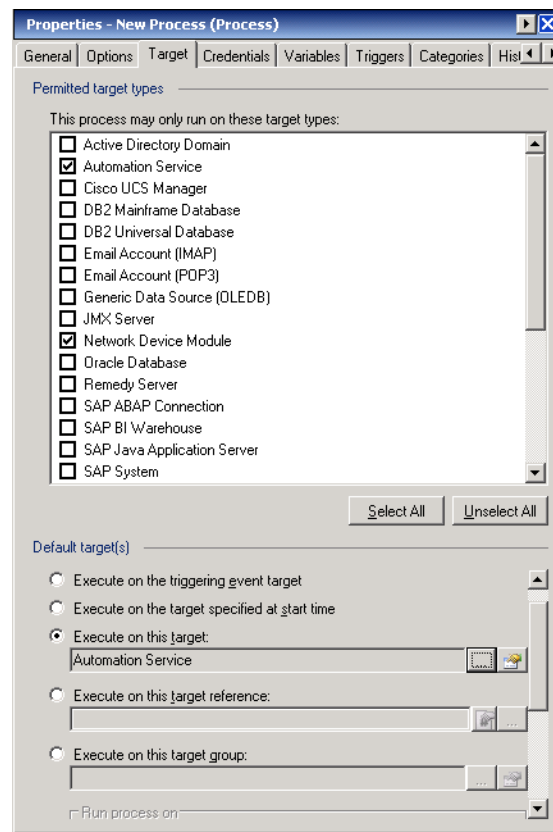 Properties - New Process (Process)
General Options Target Credentials Variables Triggers Categories
Permitted target types
This process may only run on these target types:
Active Directory Domain
Automation Service
Cisco UCS Manager
DB2 Mainframe Database
DB2 Universal Database
Email Account (IMAP)
Email Account (POP3)
Generic Data Source (OLEDB)
JMX Server
Network Device Module
Oracle Database
Remedy Server
SAP ABAP Connection
SAP BI Warehouse
SAP Java Application Server
SAP System
Select All Unselect All
Default target(s)
Execute on the triggering event target
Execute on the target specified at start time
Execute on this target:
Automation Service ...
Execute on this target reference:
...
Execute on this target group:
...
Run process on